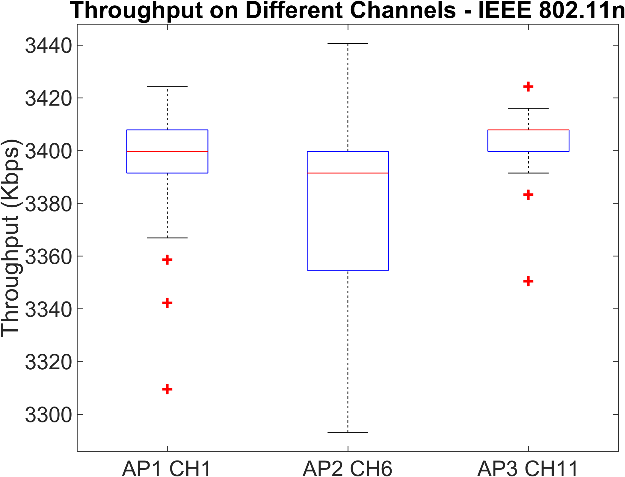 Throughput on Different Channels - IEEE 802.11n
Throughput (Kbps)
3440
3420
3400
3380
3360
3340
3320
3300
AP1 CH1
AP2 CH6
AP3 CH11